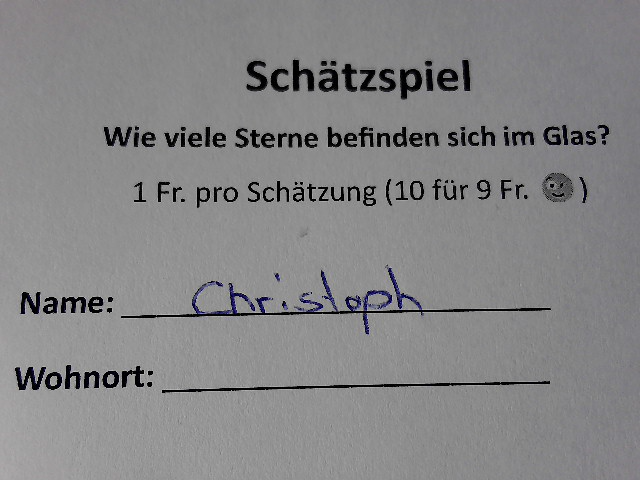 Schätzspiel
Wie viele Sterne befinden sich im Glas?
1 Fr. pro Schätzung (10 für 9 Fr. 😉)
Name: Christoph
Wohnort: